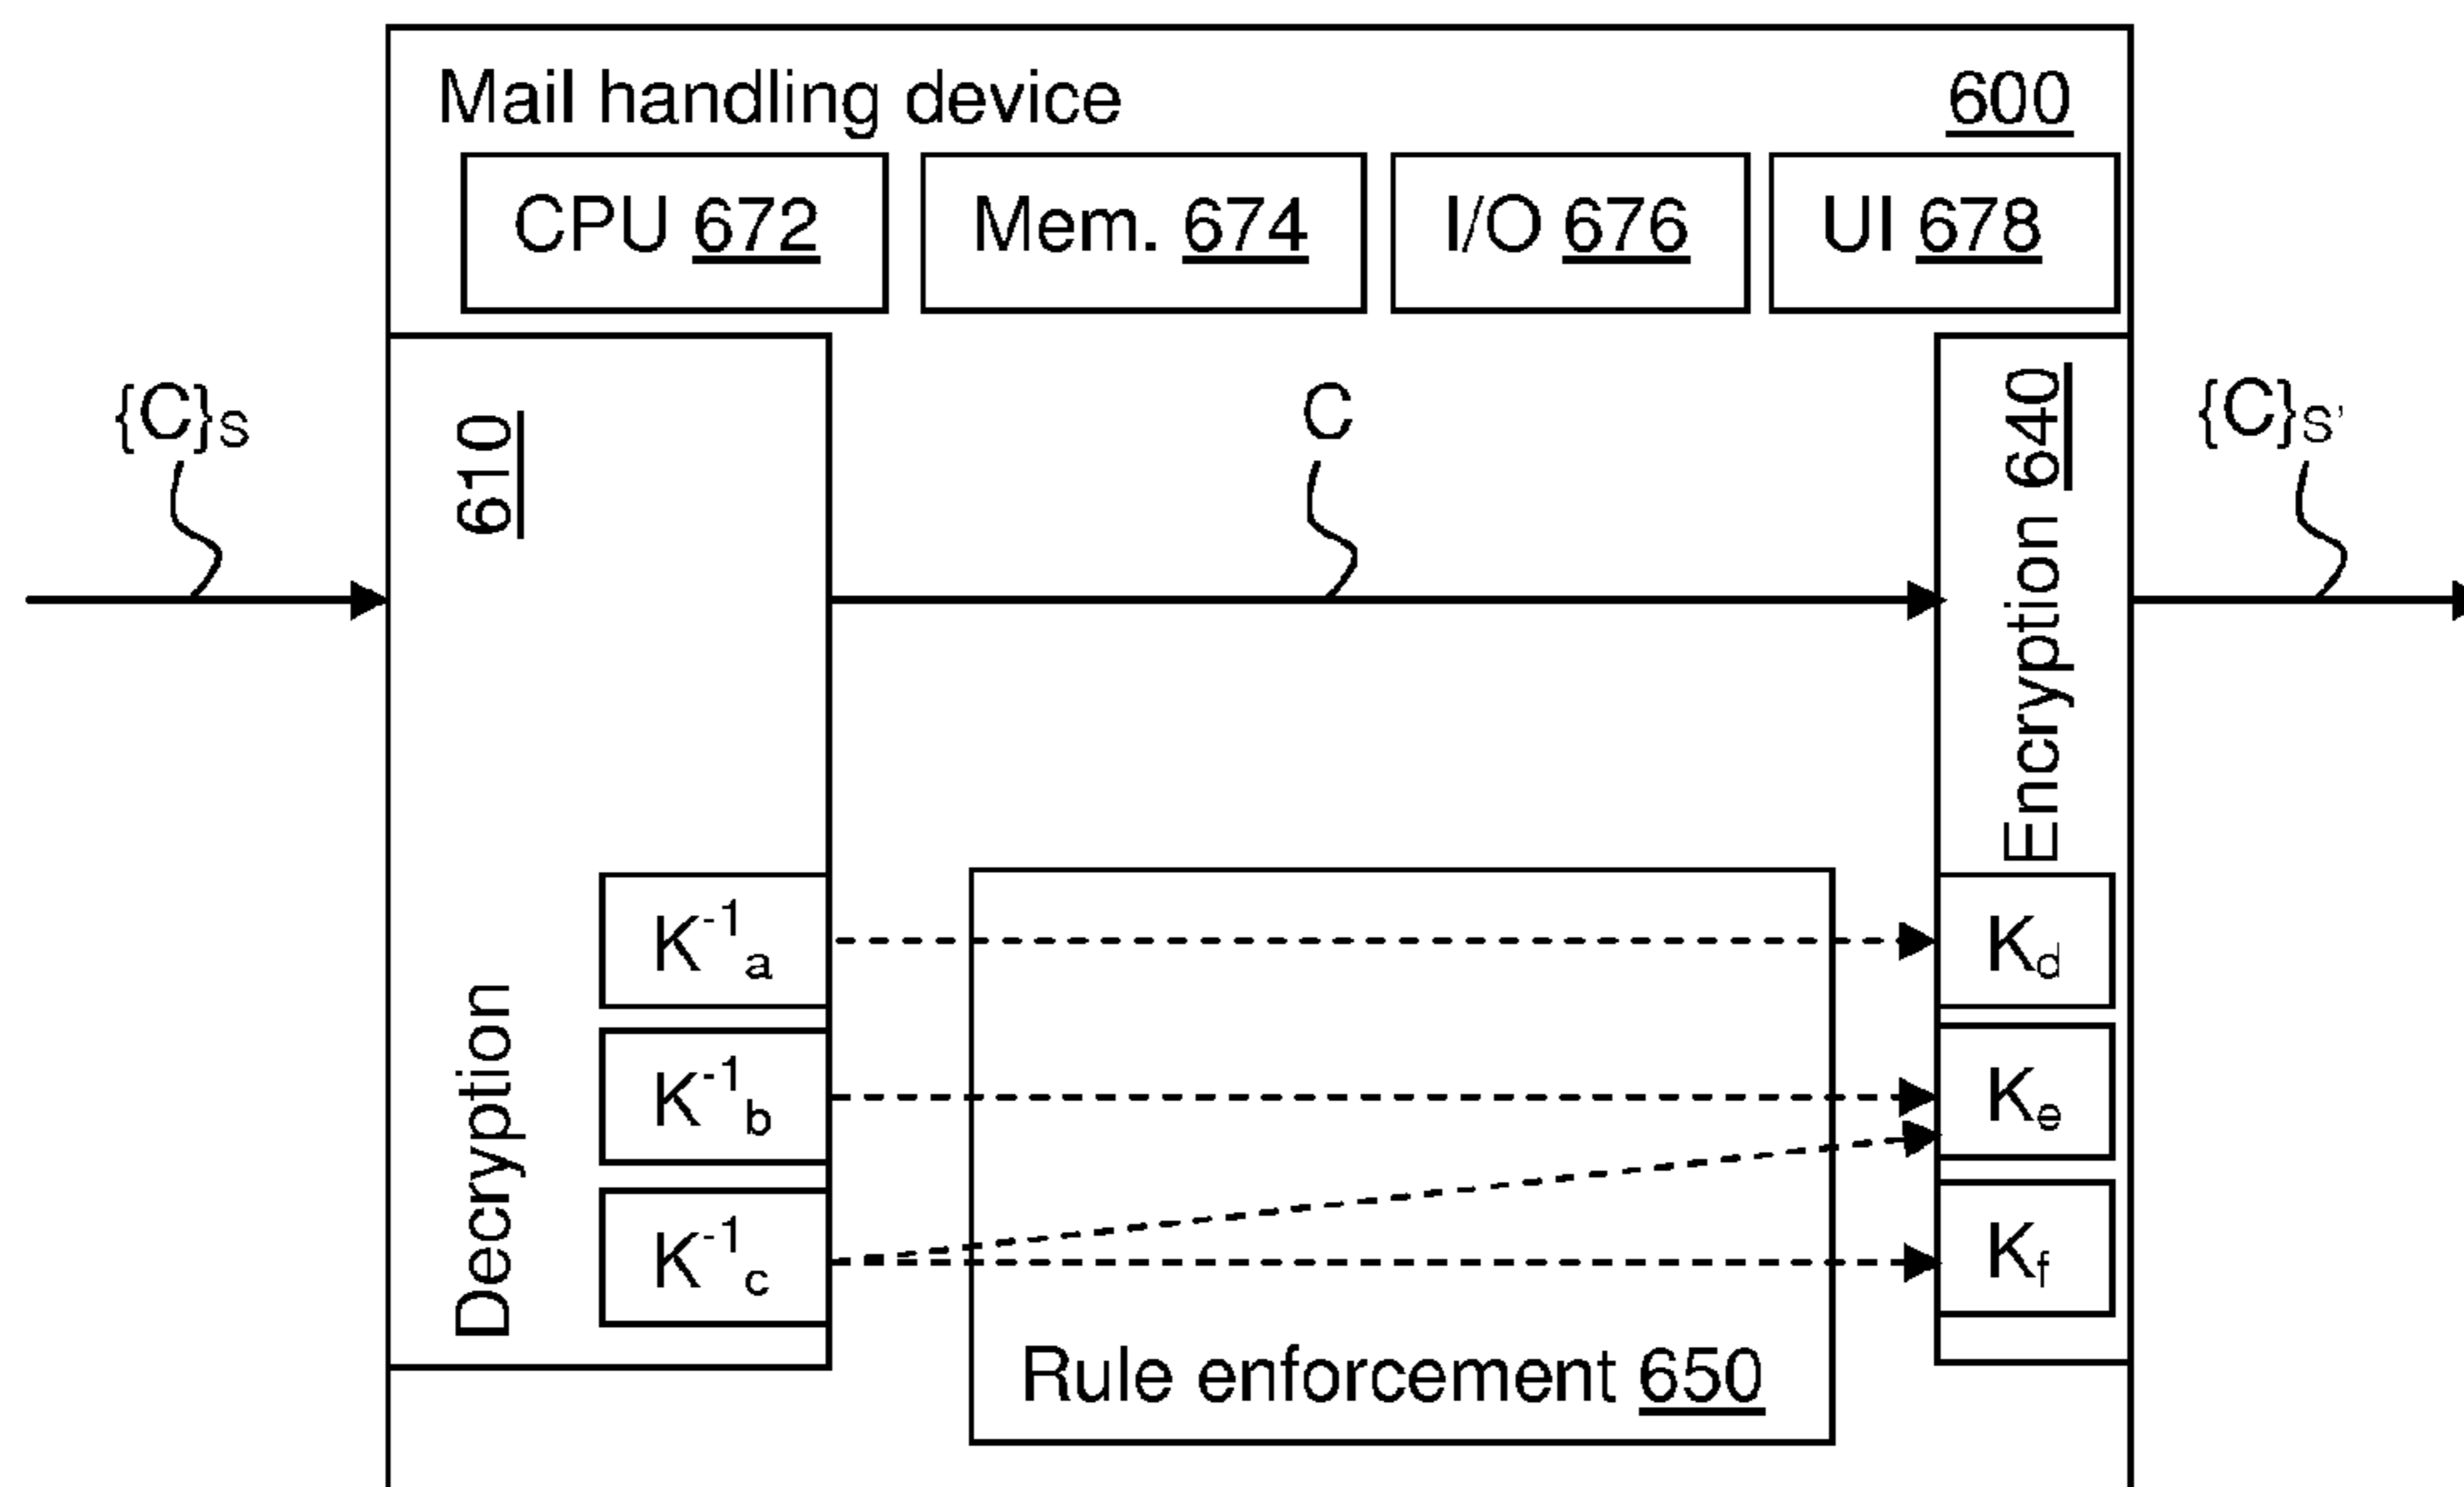 Mail handling device 600
CPU 672 Mem. 674 I/O 676 UI 678
{C}S
C
{C}S'
Decryption 610
Encryption 640
K-1a
K-1b
K-1c
Kd
Ke
Kf
Rule enforcement 650